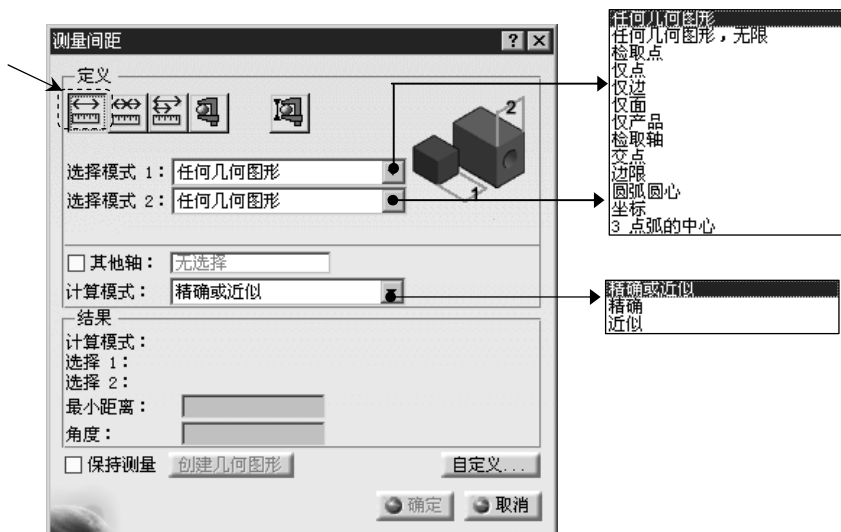 测量间距
定义
选择模式 1：任何几何图形
选择模式 2：任何几何图形
2
1
其他轴：无选择
计算模式：精确或近似
结果
计算模式：
选择 1：
选择 2：
最小距离：
角度：
保持测量 创建几何图形 自定义...
确定 取消
任何几何图形
任何几何图形，无限
检取点
仅点
仅边
仅面
仅产品
检取轴
交点
边限
圆弧圆心
坐标
3 点弧的中心
精确或近似
精确
近似